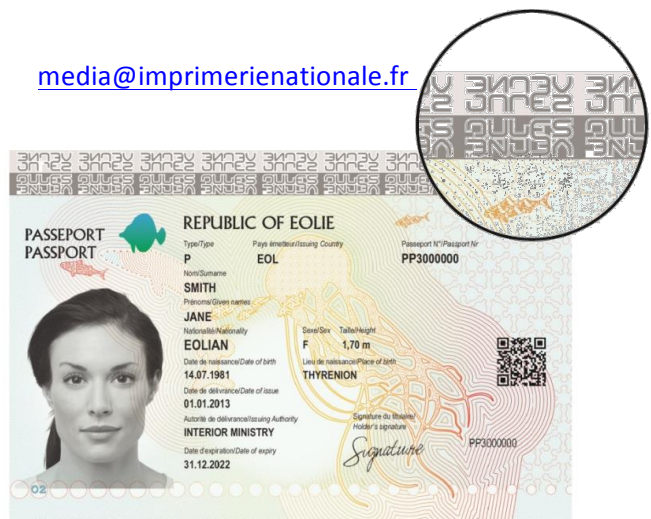 media@imprimerienationale.fr
PASSEPORT
PASSPORT
REPUBLIC OF EOLIE
Type/Type Pays émetteur/Issuing Country Passeport N°/Passport Nr
P EOL PP3000000
Nom/Surname
SMITH
Prénoms/Given names
JANE
Nationalité/Nationality Sexe/Sex Taille/Height
EOLIAN F 1,70 m
Date de naissance/Date of birth Lieu de naissance/Place of birth
14.07.1981 THYRENION
Date de délivrance/Date of issue
01.01.2013
Autorité de délivrance/Issuing Authority Signature du titulaire/
INTERIOR MINISTRY Holder's signature
Signature PP3000000
Date d'expiration/Date of expiry
31.12.2022
02